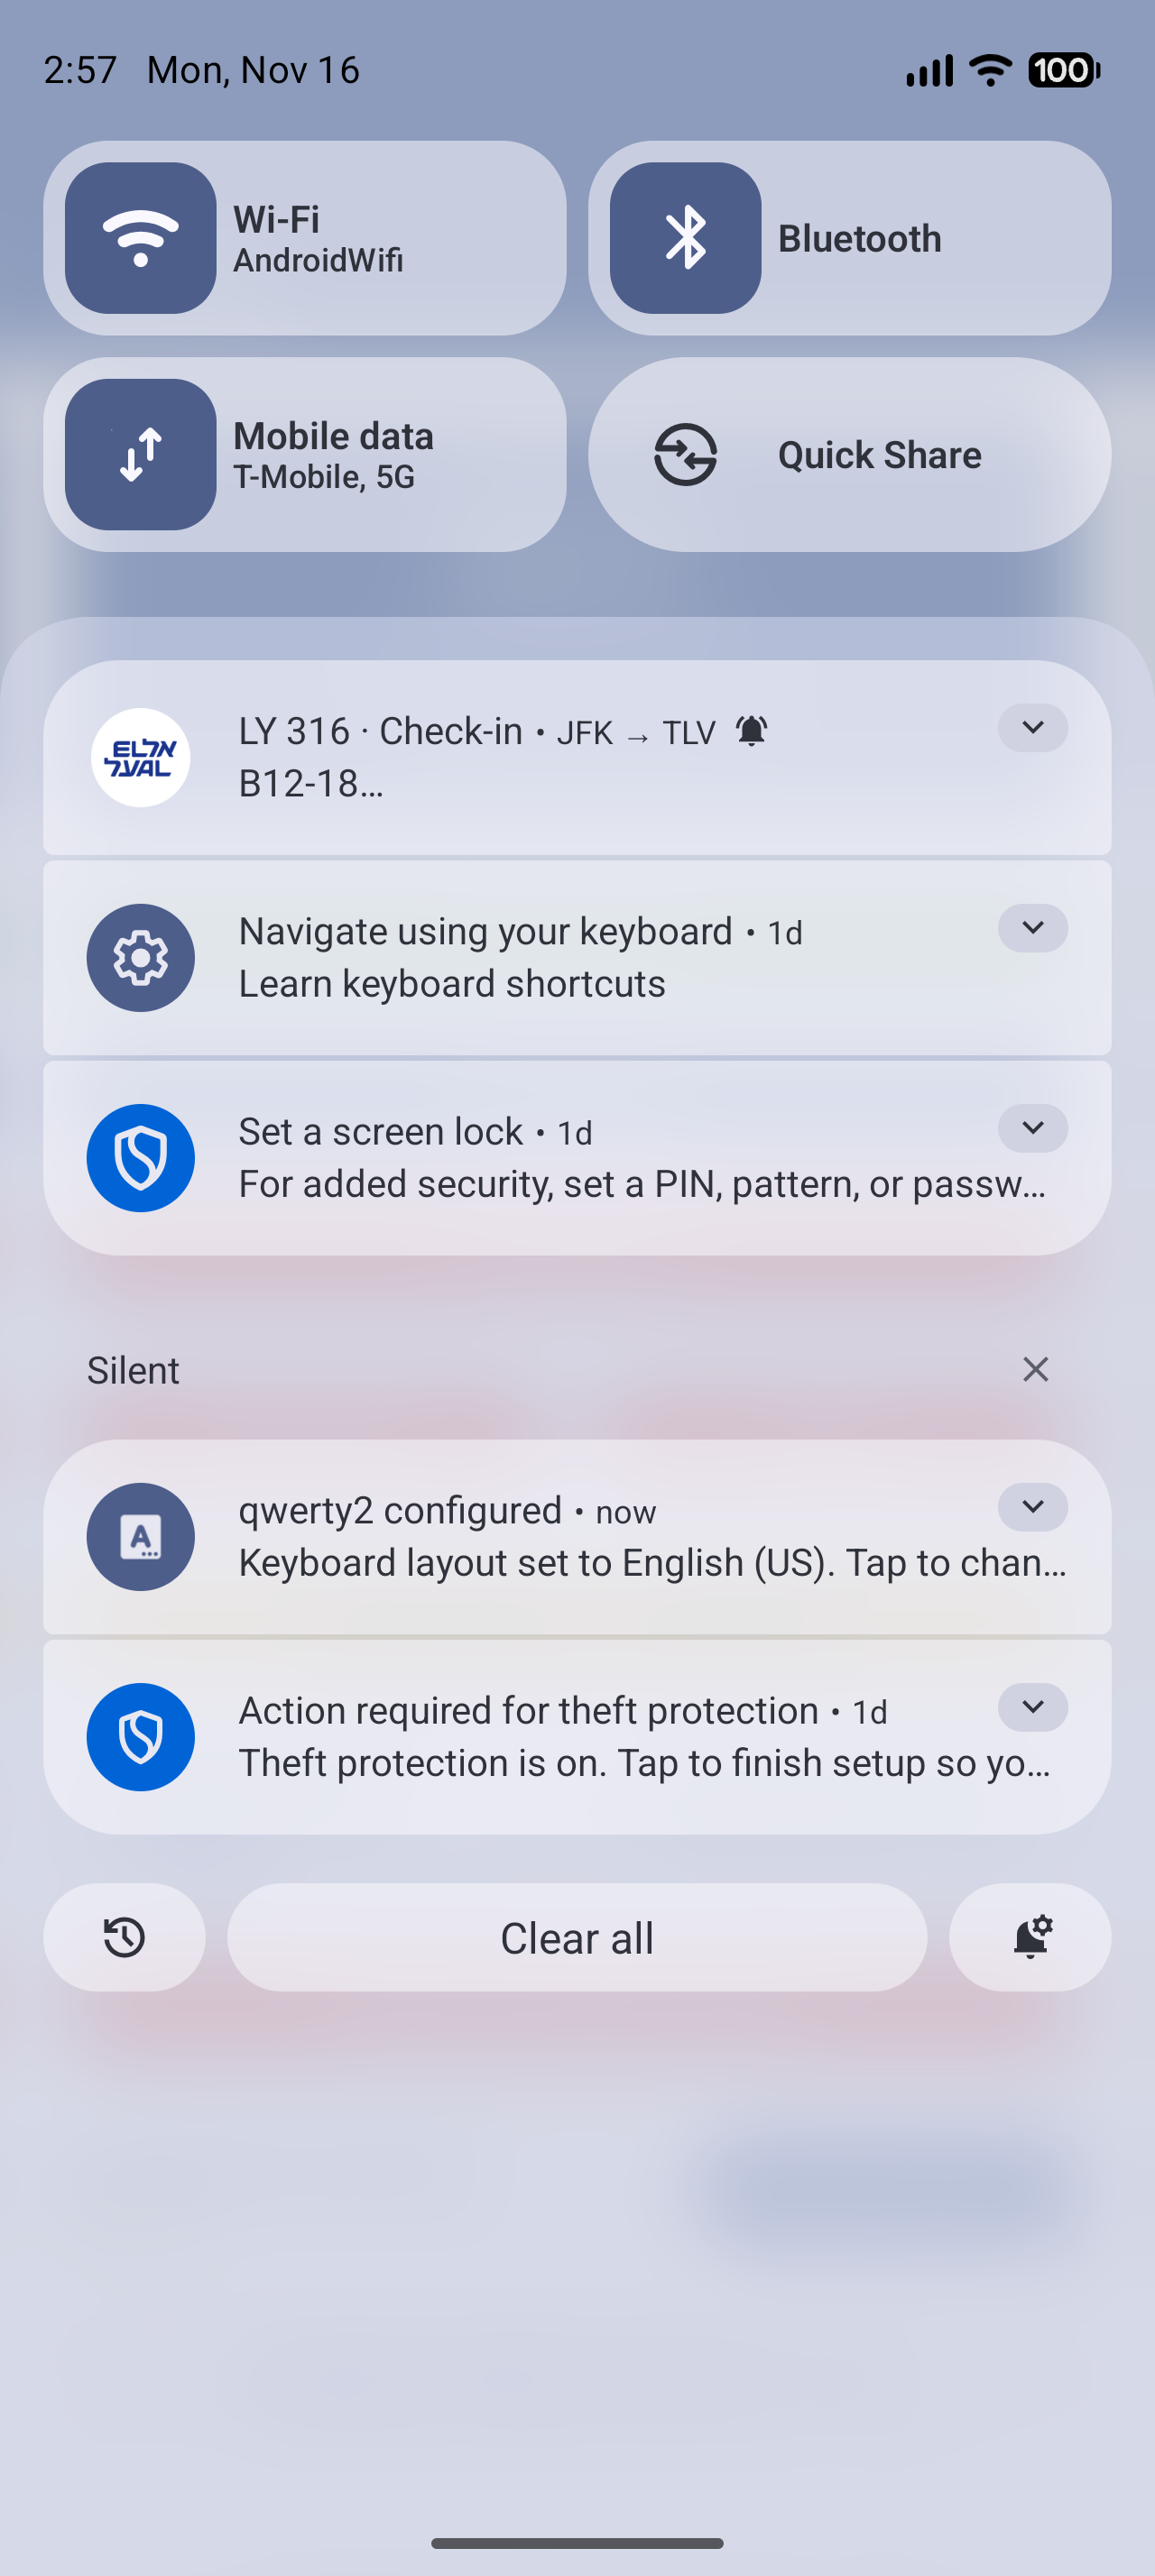 2:57 Mon, Nov 16
100
Wi-Fi
AndroidWifi
Bluetooth
Mobile data
T-Mobile, 5G
Quick Share
LY 316 · Check-in • JFK → TLV
ELAL
אלעל
B12-18…
Navigate using your keyboard • 1d
Learn keyboard shortcuts
Set a screen lock • 1d
For added security, set a PIN, pattern, or passw…
Silent
qwerty2 configured • now
A
Keyboard layout set to English (US). Tap to chan…
Action required for theft protection • 1d
Theft protection is on. Tap to finish setup so yo…
Clear all